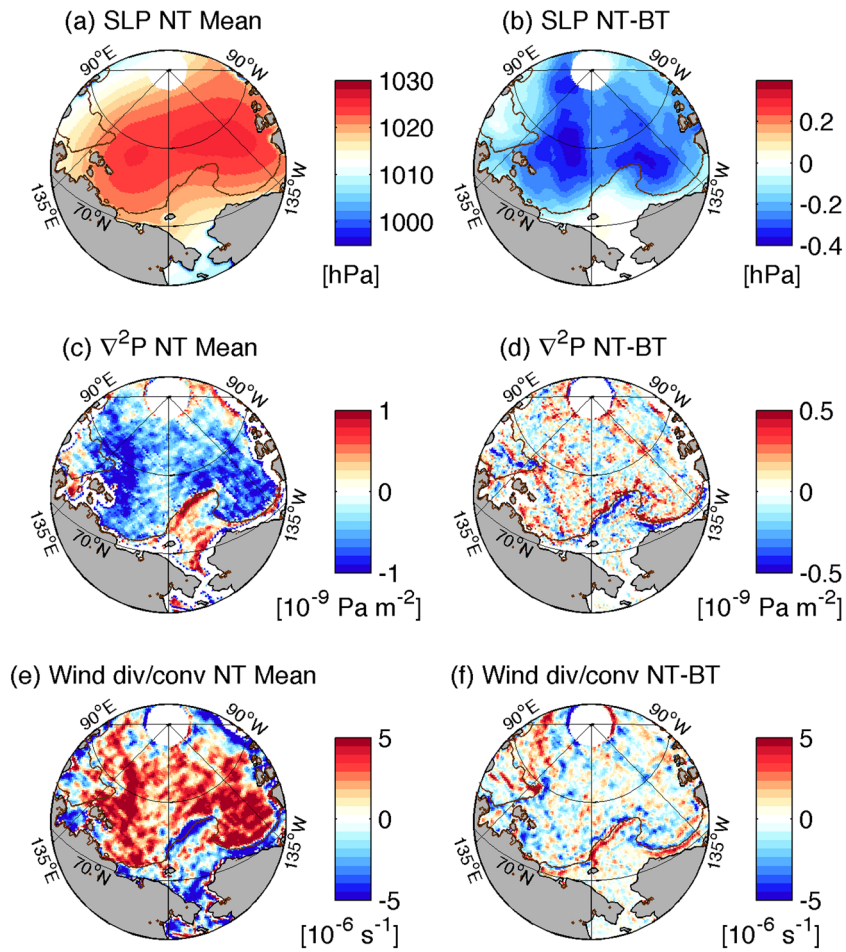 (a) SLP NT Mean
90°E
90°W
135°E
70°N
135°W
1030
1020
1010
1000
[hPa]
(b) SLP NT-BT
90°E
90°W
135°E
70°N
135°W
0.2
0
-0.2
-0.4
[hPa]
(c) ∇²P NT Mean
90°E
90°W
135°E
70°N
135°W
1
0
-1
[10⁻⁹ Pa m⁻²]
(d) ∇²P NT-BT
90°E
90°W
135°E
70°N
135°W
0.5
0
-0.5
[10⁻⁹ Pa m⁻²]
(e) Wind div/conv NT Mean
90°E
90°W
135°E
70°N
135°W
5
0
-5
[10⁻⁶ s⁻¹]
(f) Wind div/conv NT-BT
90°E
90°W
135°E
70°N
135°W
5
0
-5
[10⁻⁶ s⁻¹]